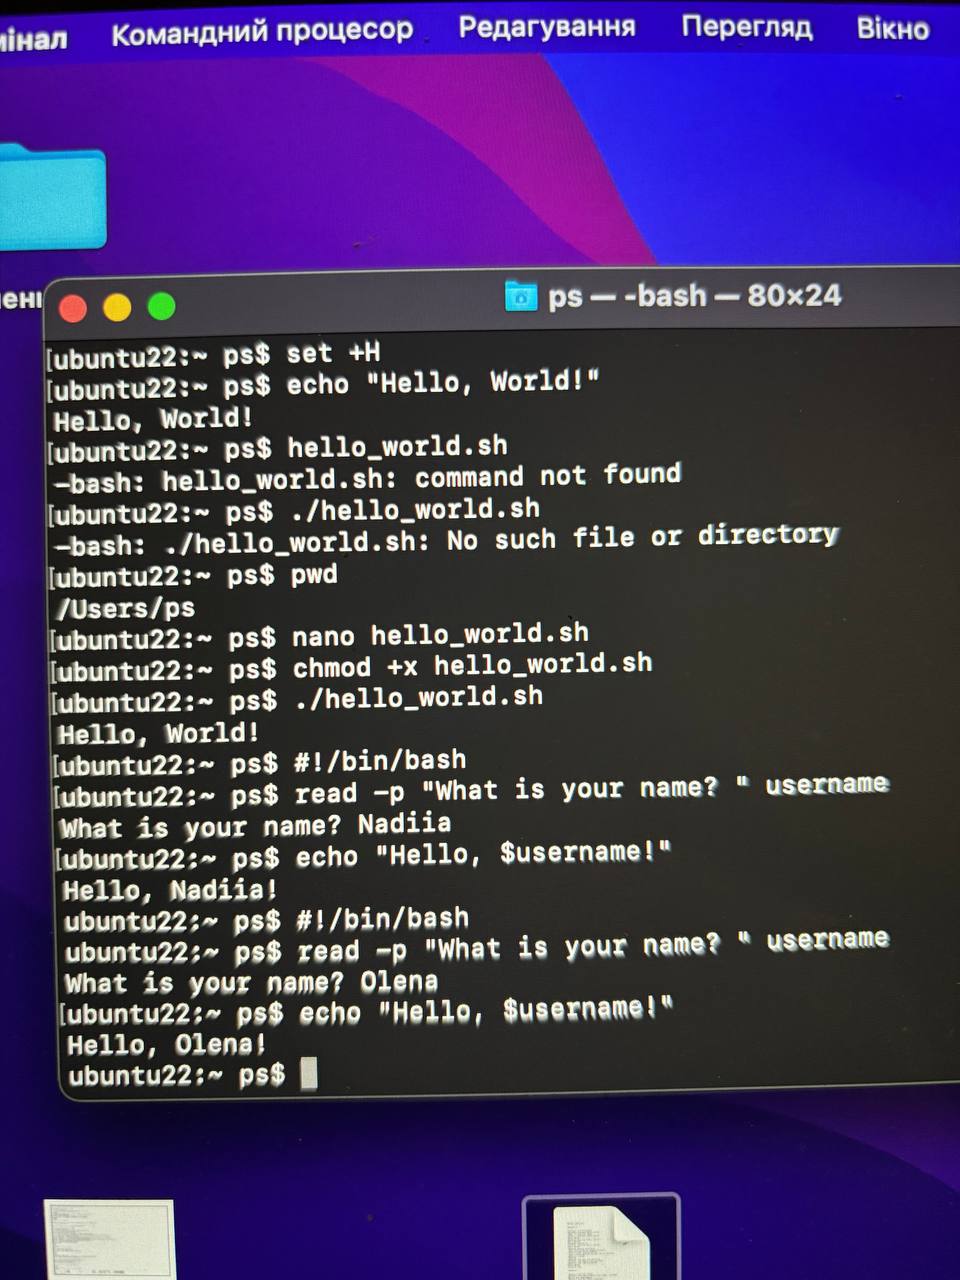 Командний процесор Редагування Перегляд Вікно
ps — -bash — 80×24
[ubuntu22:~ ps$ set +H
[ubuntu22:~ ps$ echo "Hello, World!"
Hello, World!
[ubuntu22:~ ps$ hello_world.sh
-bash: hello_world.sh: command not found
[ubuntu22:~ ps$ ./hello_world.sh
-bash: ./hello_world.sh: No such file or directory
[ubuntu22:~ ps$ pwd
/Users/ps
[ubuntu22:~ ps$ nano hello_world.sh
[ubuntu22:~ ps$ chmod +x hello_world.sh
[ubuntu22:~ ps$ ./hello_world.sh
Hello, World!
[ubuntu22:~ ps$ #!/bin/bash
[ubuntu22:~ ps$ read -p "What is your name? " username
What is your name? Nadiia
[ubuntu22:~ ps$ echo "Hello, $username!"
Hello, Nadiia!
ubuntu22:~ ps$ #!/bin/bash
ubuntu22:~ ps$ read -p "What is your name? " username
What is your name? Olena
[ubuntu22:~ ps$ echo "Hello, $username!"
Hello, Olena!
ubuntu22:~ ps$